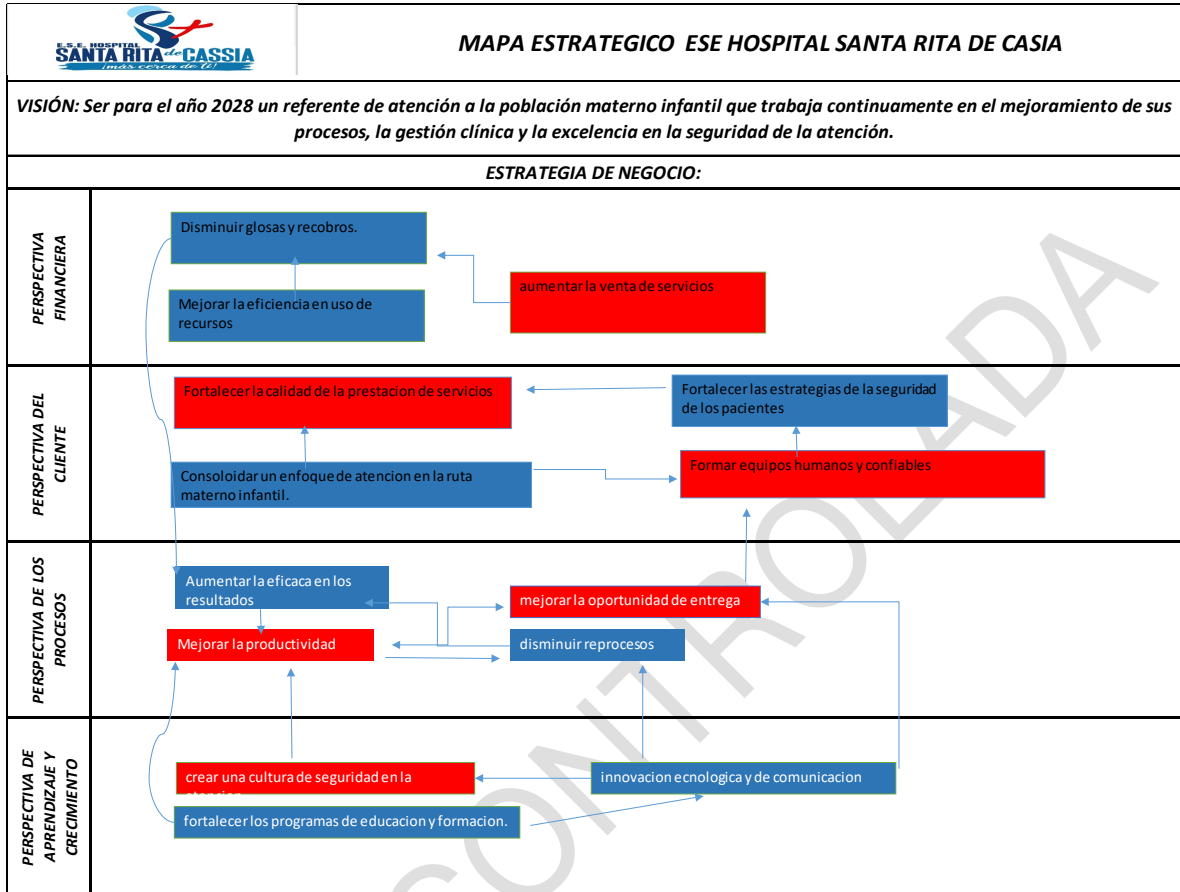 E.S.E. HOSPITAL
SANTA RITA de CASSIA
¡más cerca de ti!
MAPA ESTRATEGICO ESE HOSPITAL SANTA RITA DE CASIA
VISIÓN: Ser para el año 2028 un referente de atención a la población materno infantil que trabaja continuamente en el mejoramiento de sus
procesos, la gestión clínica y la excelencia en la seguridad de la atención.
ESTRATEGIA DE NEGOCIO:
PERSPECTIVA
FINANCIERA
Disminuir glosas y recobros.
Mejorar la eficiencia en uso de
recursos
aumentar la venta de servicios
PERSPECTIVA DEL
CLIENTE
Fortalecer la calidad de la prestacion de servicios
Fortalecer las estrategias de la seguridad
de los pacientes
Consoloidar un enfoque de atencion en la ruta
materno infantil.
Formar equipos humanos y confiables
PERSPECTIVA DE LOS
PROCESOS
Aumentar la eficaca en los
resultados
mejorar la oportunidad de entrega
Mejorar la productividad
disminuir reprocesos
PERSPECTIVA DE
APRENDIZAJE Y
CRECIMIENTO
crear una cultura de seguridad en la
atencion
innovacion ecnologica y de comunicacion
fortalecer los programas de educacion y formacion.
CONTROLADA